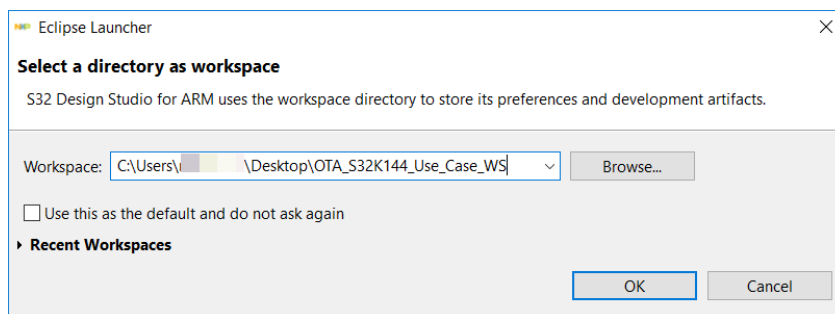 NXP Eclipse Launcher
Select a directory as workspace
S32 Design Studio for ARM uses the workspace directory to store its preferences and development artifacts.
Workspace: C:\Users\ \Desktop\OTA_S32K144_Use_Case_WS Browse...
Use this as the default and do not ask again
Recent Workspaces
OK Cancel